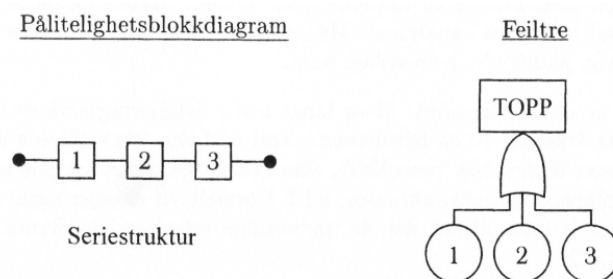 Pålitelighetsblokkdiagram
Feiltre
TOPP
1 2 3
Seriestruktur
1 2 3